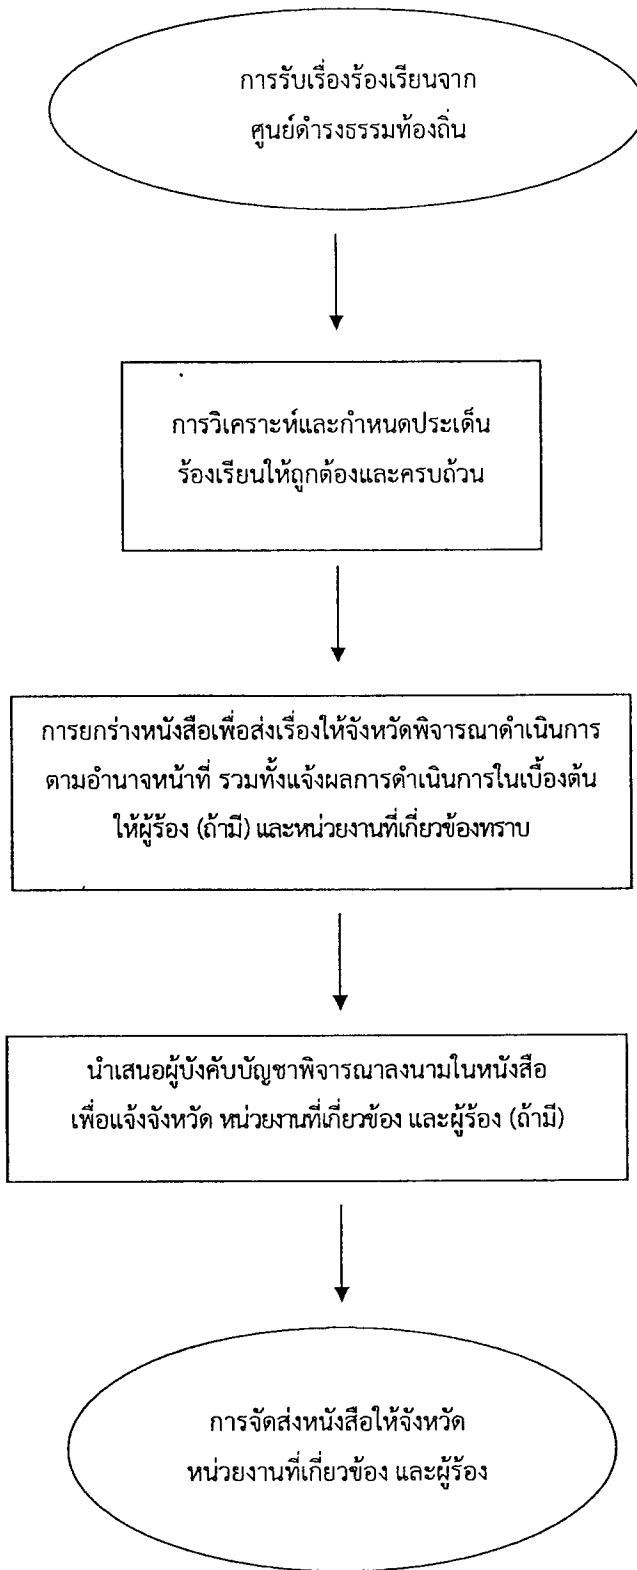 การรับเรื่องร้องเรียนจาก
ศูนย์ดำรงธรรมท้องถิ่น
การวิเคราะห์และกำหนดประเด็น
ร้องเรียนให้ถูกต้องและครบถ้วน
การยกร่างหนังสือเพื่อส่งเรื่องให้จังหวัดพิจารณาดำเนินการ
ตามอำนาจหน้าที่ รวมทั้งแจ้งผลการดำเนินการในเบื้องต้น
ให้ผู้ร้อง (ถ้ามี) และหน่วยงานที่เกี่ยวข้องทราบ
นำเสนอผู้บังคับบัญชาพิจารณาลงนามในหนังสือ
เพื่อแจ้งจังหวัด หน่วยงานที่เกี่ยวข้อง และผู้ร้อง (ถ้ามี)
การจัดส่งหนังสือให้จังหวัด
หน่วยงานที่เกี่ยวข้อง และผู้ร้อง